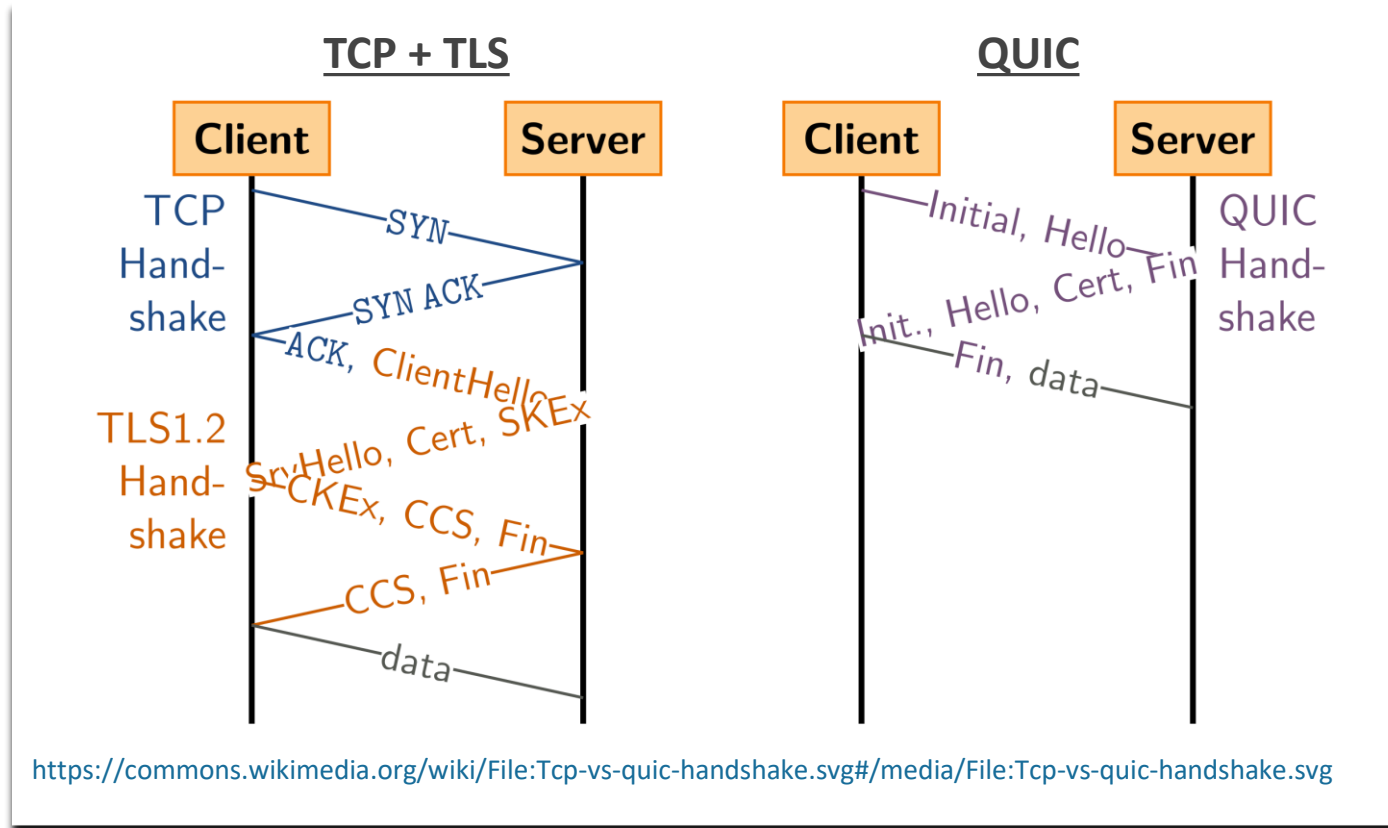 TCP + TLS
Client
Server
TCP
Hand-
shake
SYN
SYN ACK
ACK, ClientHello
TLS1.2
Hand-
shake
SrvHello, Cert, SKEx
CKEx, CCS, Fin
CCS, Fin
data
QUIC
Client
Server
QUIC
Hand-
shake
Initial, Hello
Init., Hello, Cert, Fin
Fin, data
https://commons.wikimedia.org/wiki/File:Tcp-vs-quic-handshake.svg#/media/File:Tcp-vs-quic-handshake.svg